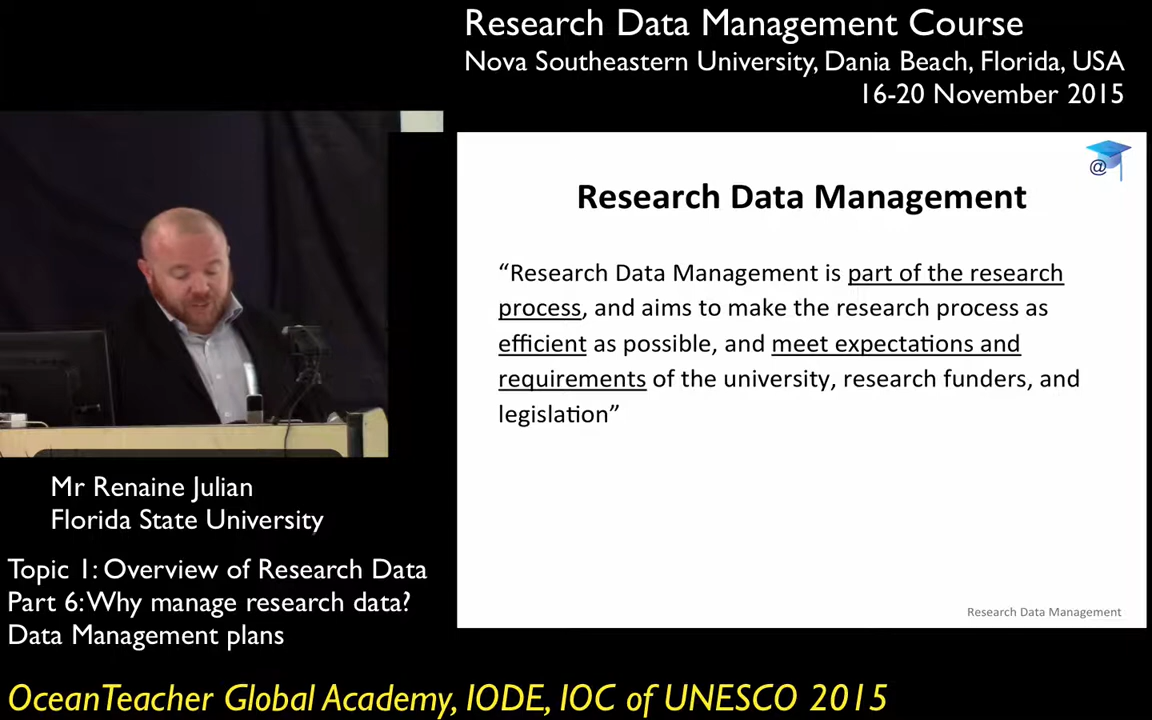 Research Data Management Course
Nova Southeastern University, Dania Beach, Florida, USA
16-20 November 2015
@
Research Data Management
“Research Data Management is part of the research
process, and aims to make the research process as
efficient as possible, and meet expectations and
requirements of the university, research funders, and
legislation”
Research Data Management
Mr Renaine Julian
Florida State University
Topic 1: Overview of Research Data
Part 6: Why manage research data?
Data Management plans
OceanTeacher Global Academy, IODE, IOC of UNESCO 2015